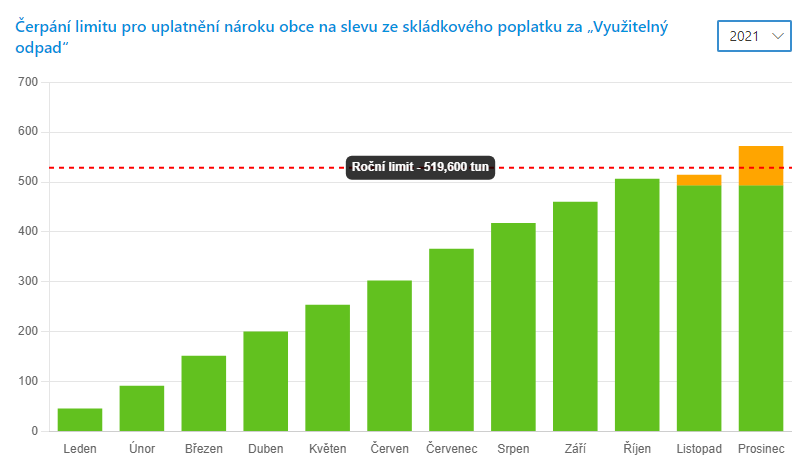 Čerpání limitu pro uplatnění nároku obce na slevu ze skládkového poplatku za „Využitelný
odpad“
2021
700
600
Roční limit - 519,600 tun
500
400
300
200
100
0
Leden Únor Březen Duben Květen Červen Červenec Srpen Září Říjen Listopad Prosinec